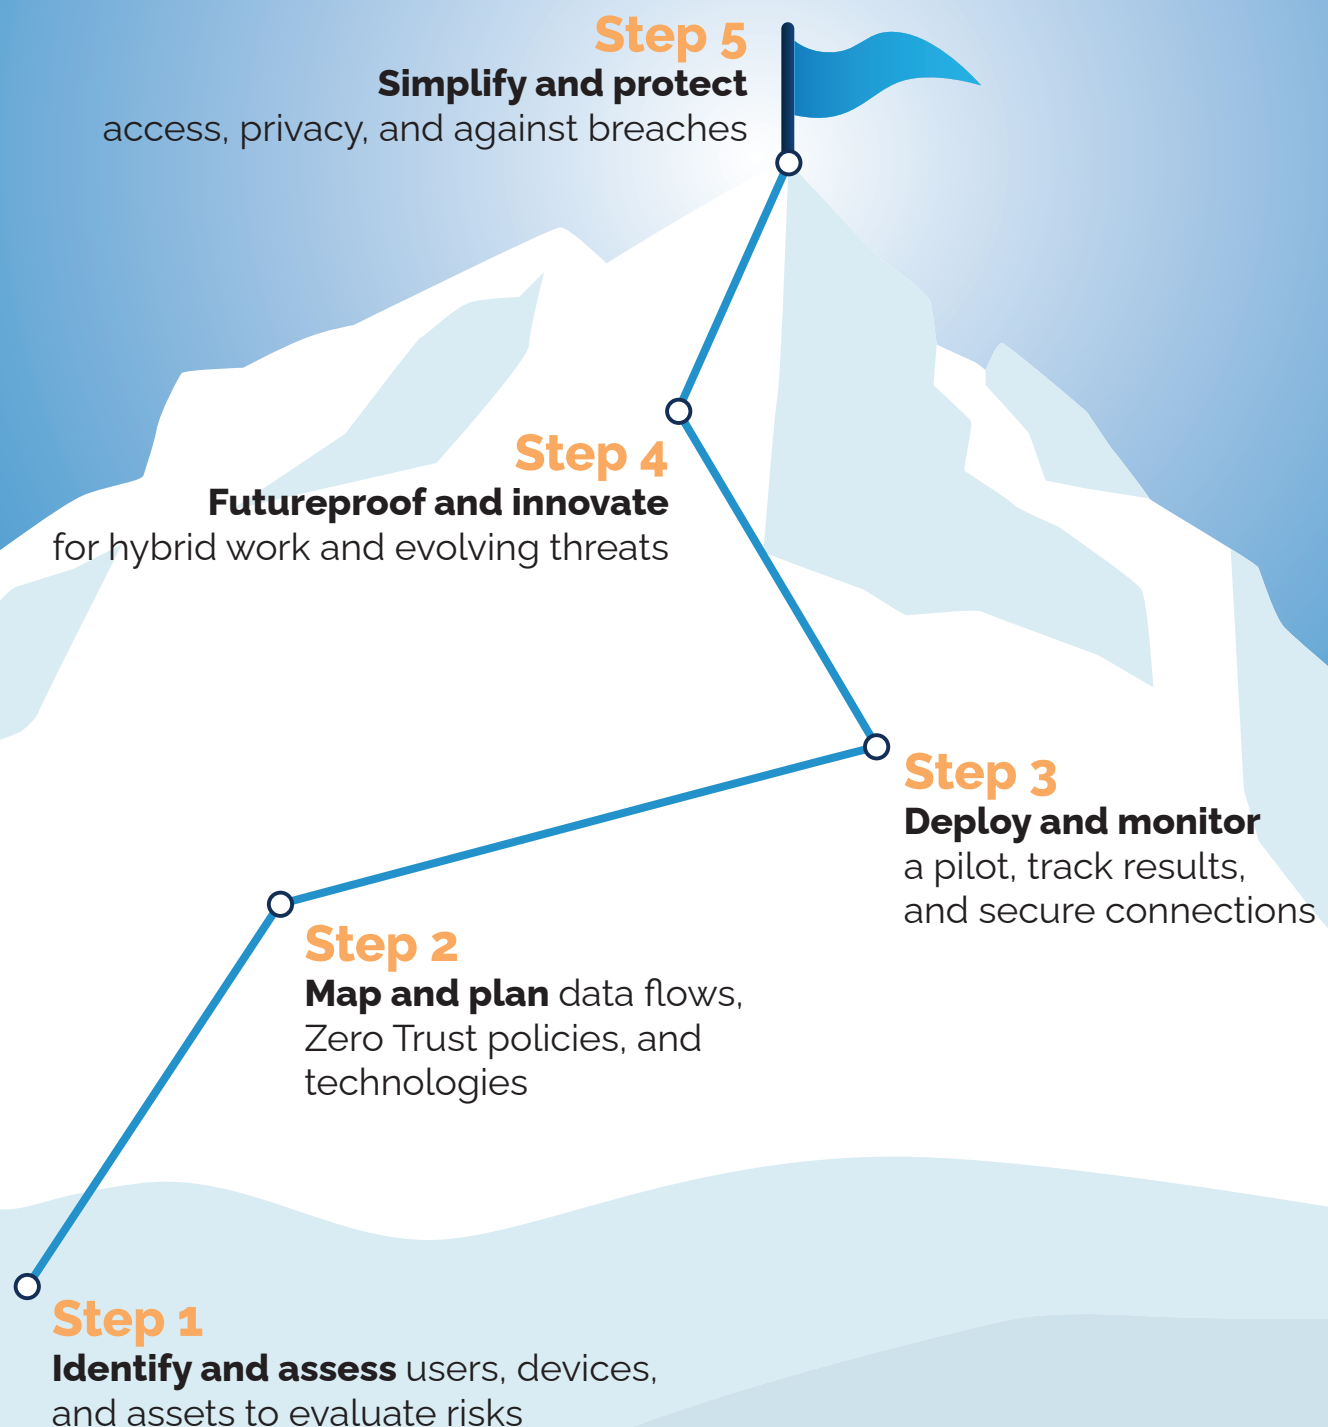 Step 5
Simplify and protect
access, privacy, and against breaches
Step 4
Futureproof and innovate
for hybrid work and evolving threats
Step 3
Deploy and monitor
a pilot, track results,
and secure connections
Step 2
Map and plan data flows,
Zero Trust policies, and
technologies
Step 1
Identify and assess users, devices,
and assets to evaluate risks